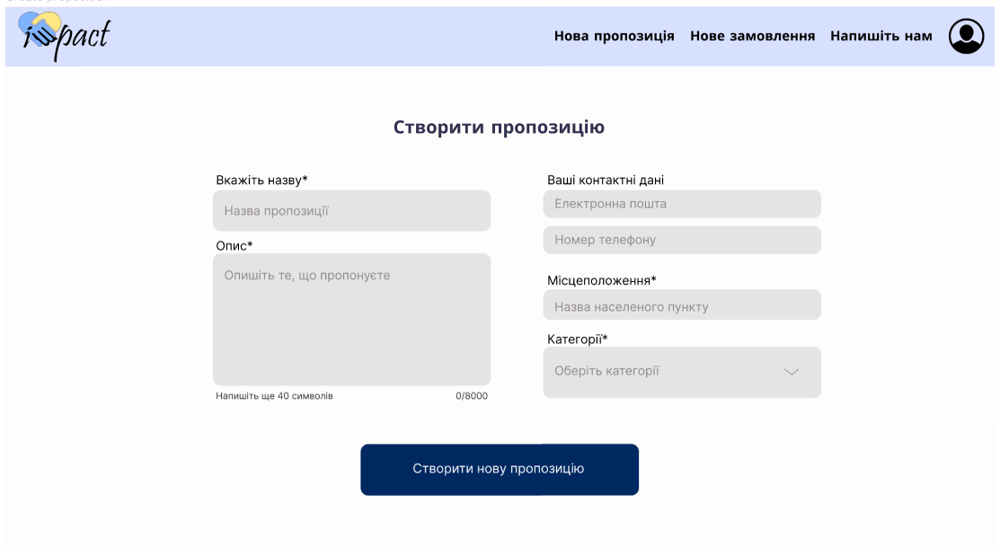 impact
Нова пропозиція
Нове замовлення
Напишіть нам
Створити пропозицію
Вкажіть назву*
Назва пропозиції
Опис*
Опишіть те, що пропонуєте
Напишіть ще 40 символів
0/8000
Ваші контактні дані
Електронна пошта
Номер телефону
Місцеположення*
Назва населеного пункту
Категорії*
Оберіть категорії
Створити нову пропозицію